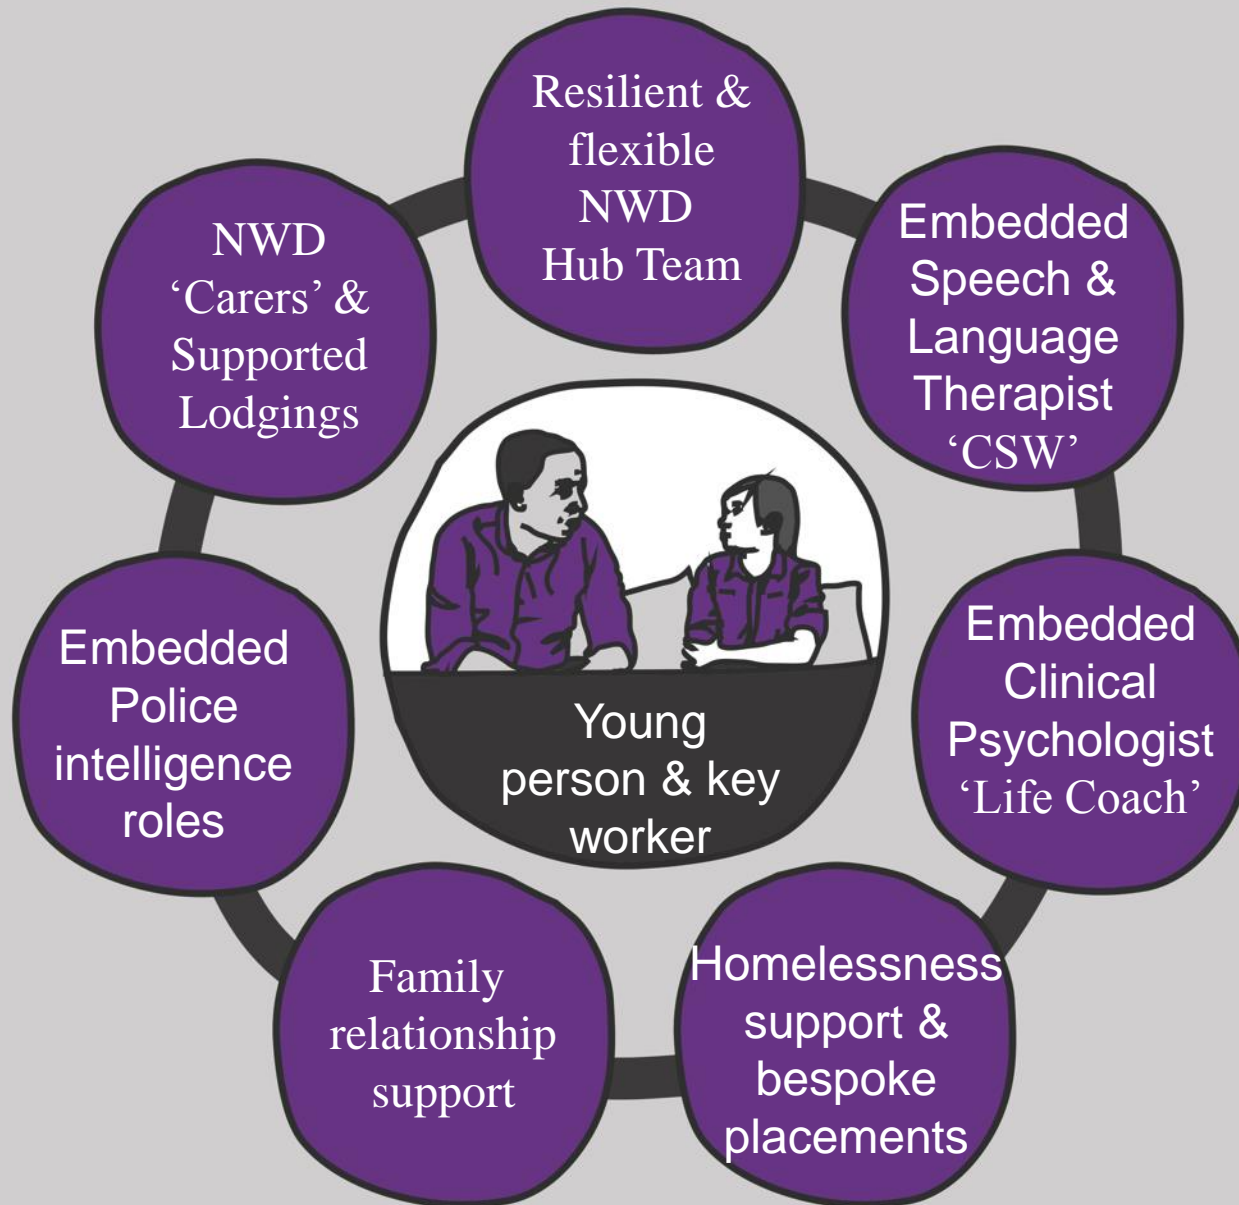 Resilient &
flexible
NWD
Hub Team
Embedded
Speech &
Language
Therapist
‘CSW’
Embedded
Clinical
Psychologist
‘Life Coach’
Homelessness
support &
bespoke
placements
Family
relationship
support
Embedded
Police
intelligence
roles
NWD
‘Carers’ &
Supported
Lodgings
Young
person & key
worker